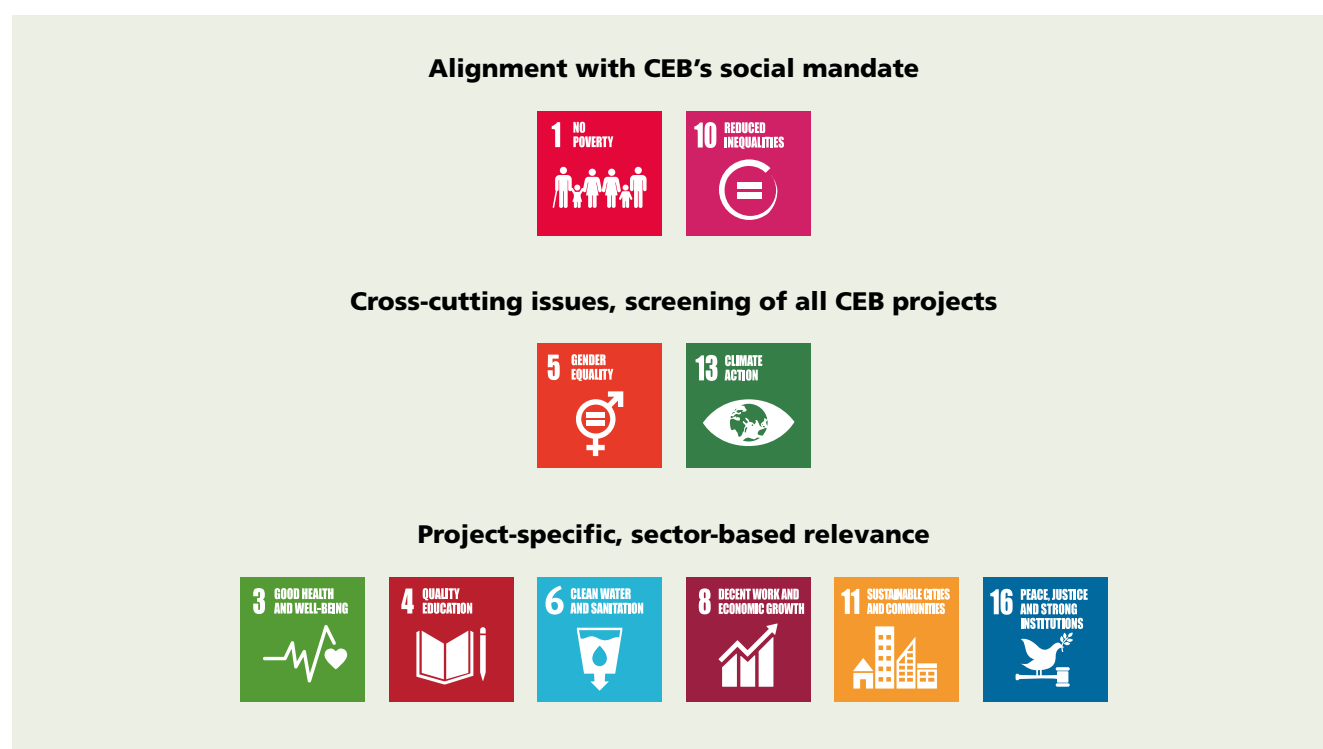 Alignment with CEB’s social mandate
1 NO
POVERTY
10 REDUCED
INEQUALITIES
Cross-cutting issues, screening of all CEB projects
5 GENDER
EQUALITY
13 CLIMATE
ACTION
Project-specific, sector-based relevance
3 GOOD HEALTH
AND WELL-BEING
4 QUALITY
EDUCATION
6 CLEAN WATER
AND SANITATION
8 DECENT WORK AND
ECONOMIC GROWTH
11 SUSTAINABLE CITIES
AND COMMUNITIES
16 PEACE, JUSTICE
AND STRONG
INSTITUTIONS